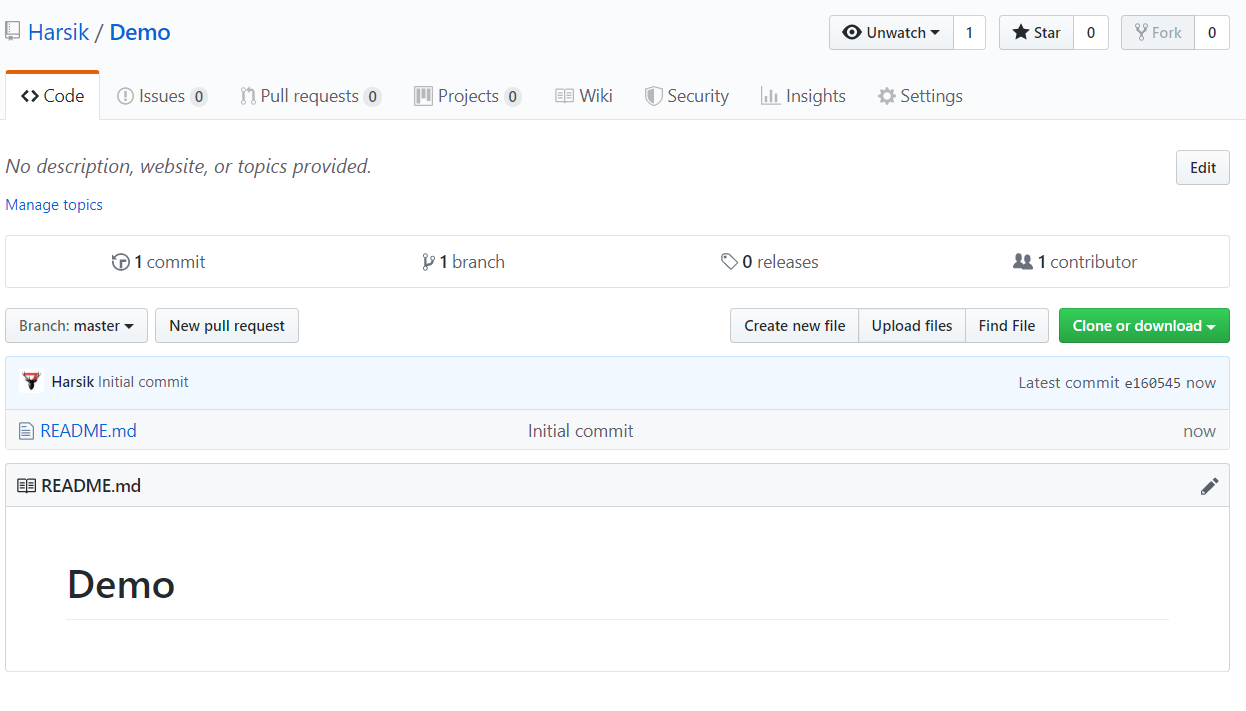 Harsik / Demo
Unwatch 1 Star 0 Fork 0
Code Issues 0 Pull requests 0 Projects 0 Wiki Security Insights Settings
No description, website, or topics provided. Edit
Manage topics
1 commit 1 branch 0 releases 1 contributor
Branch: master New pull request Create new file Upload files Find File Clone or download
Harsik Initial commit Latest commit e160545 now
README.md Initial commit now
README.md
Demo